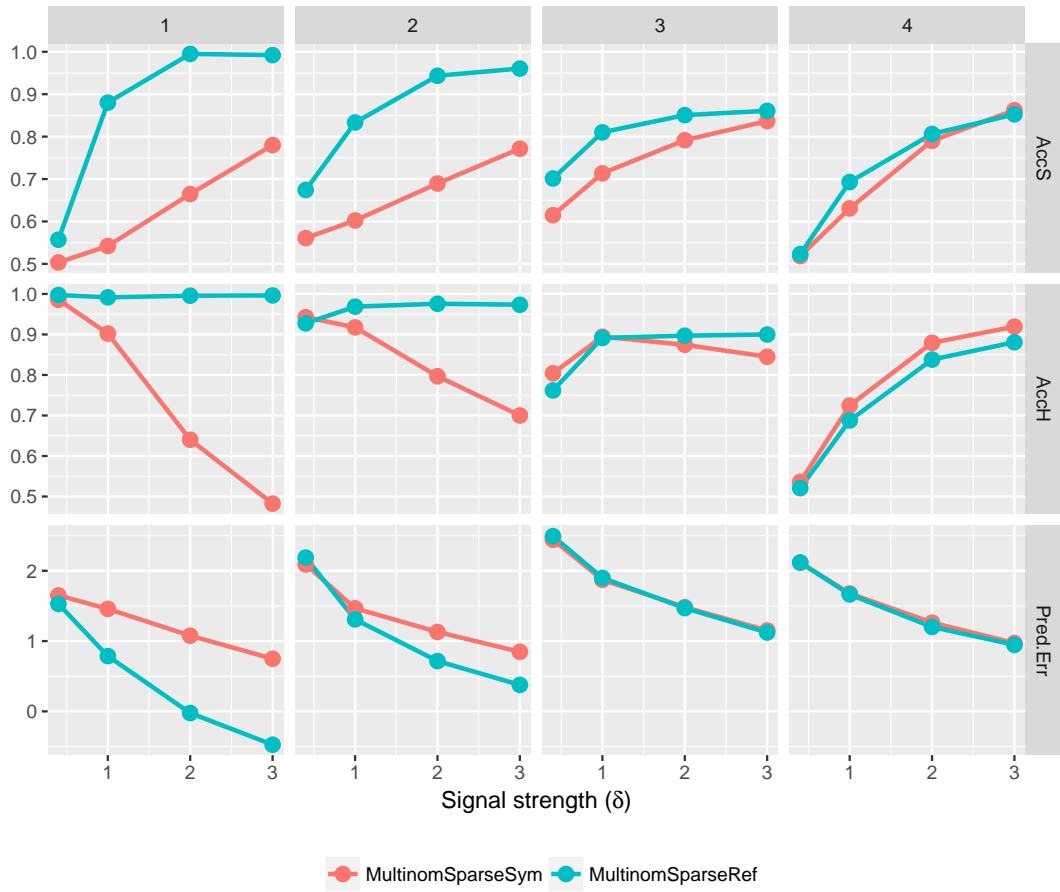 1 2 3 4
1.0
0.9
0.8
0.7
0.6
0.5
AccS
1.0
0.9
0.8
0.7
0.6
0.5
AccH
2
1
0
Pred.Err
1 2 3 1 2 3 1 2 3 1 2 3
Signal strength (δ)
MultinomSparseSym MultinomSparseRef